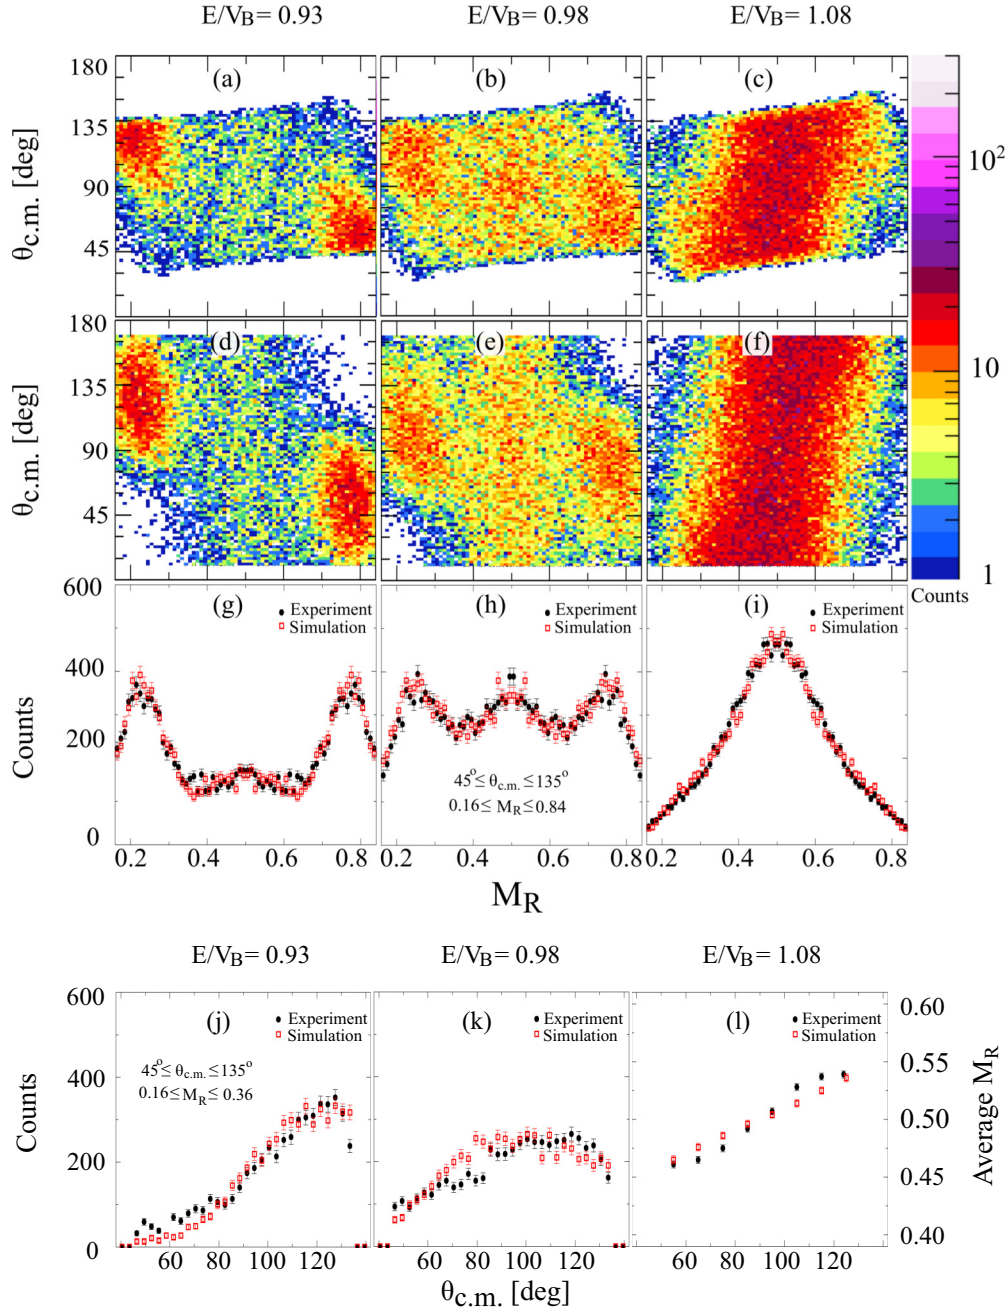 E/VB= 0.93 E/VB= 0.98 E/VB= 1.08
180 (a) (b) (c)
135
90
45
θc.m. [deg]
10²
10
1
Counts
180 (d) (e) (f)
135
90
45
θc.m. [deg]
600 (g) (h) (i)
Experiment Experiment Experiment
Simulation Simulation Simulation
400
200
0
Counts
45°≤ θc.m. ≤135°
0.16≤ MR≤0.84
0.2 0.4 0.6 0.8 0.2 0.4 0.6 0.8 0.2 0.4 0.6 0.8
MR
E/VB= 0.93 E/VB= 0.98 E/VB= 1.08
600 (j) (k) (l) 0.60
Experiment Experiment Experiment
Simulation Simulation Simulation
45°≤ θc.m. ≤135°
0.16≤MR≤ 0.36
400
200
0
Counts
0.55
0.50
0.45
0.40
Average MR
60 80 100 120 60 80 100 120 60 80 100 120
θc.m. [deg]